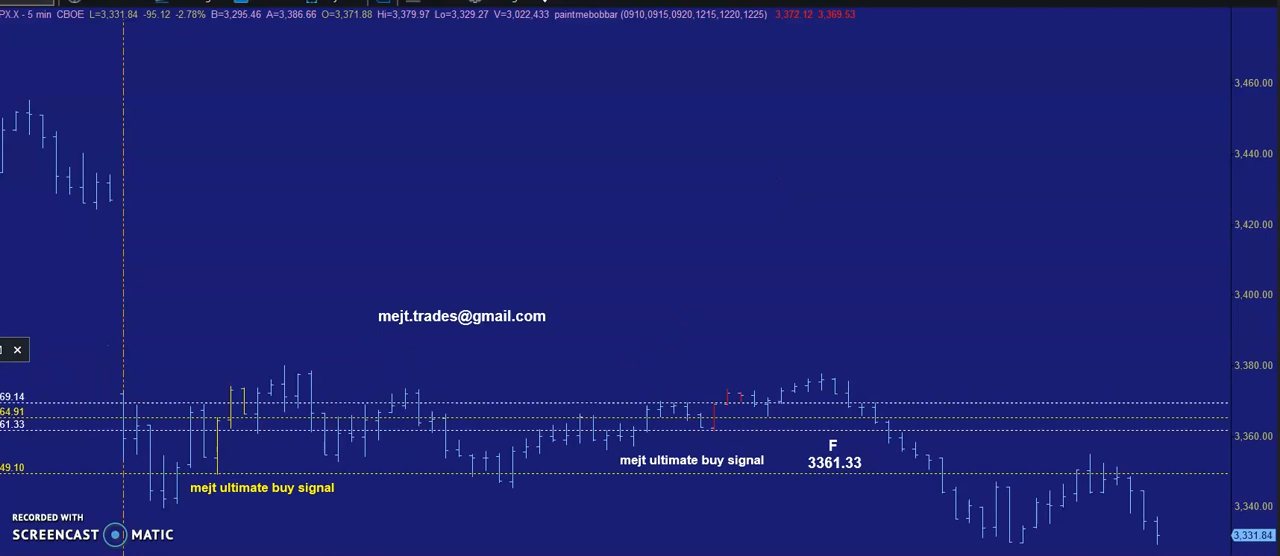 PX.X - 5 min CBOE L=3,331.84 -95.12 -2.78% B=3,295.46 A=3,386.66 O=3,371.88 Hi=3,379.97 Lo=3,329.27 V=3,022,433 paintmebobbar (0910,0915,0920,1215,1220,1225) 3,372.12 3,369.53
3,460.00
3,440.00
3,420.00
3,400.00
mejt.trades@gmail.com
3,380.00
69.14
64.91
61.33
3,360.00
F
3361.33
mejt ultimate buy signal
49.10
mejt ultimate buy signal
3,340.00
RECORDED WITH
SCREENCAST MATIC
3,331.84